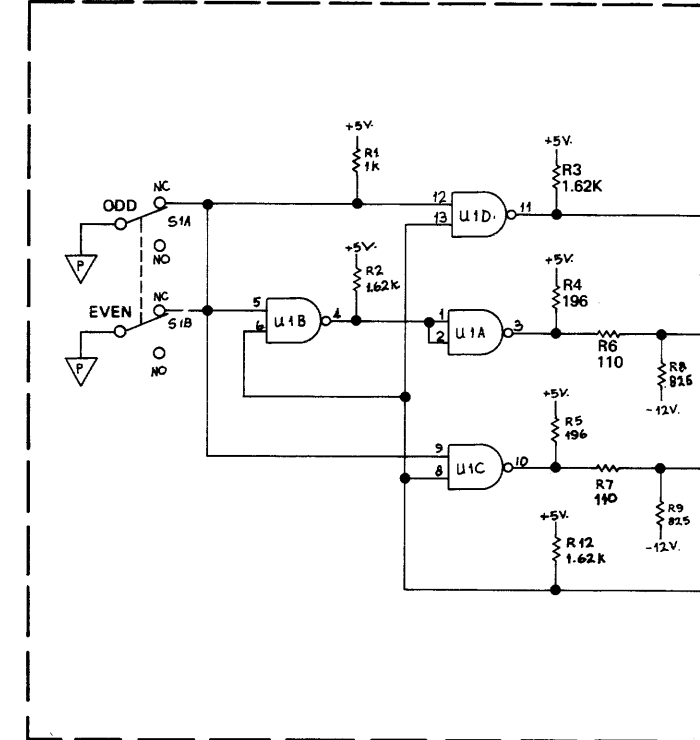 +5V.
R1
1K
+5V.
R3
1.62K
NC
ODD
S1A
NO
P
12
13
U1D.
11
+5V.
R2
1.62K
+5V.
R4
196
NC
EVEN
S1B
NO
P
5
6
U1B
4
1
2
U1A
3
R6
110
R8
825
-12V.
+5V.
R5
196
9
8
U1C
10
R7
110
R9
825
-12V.
+5V.
R12
1.62K